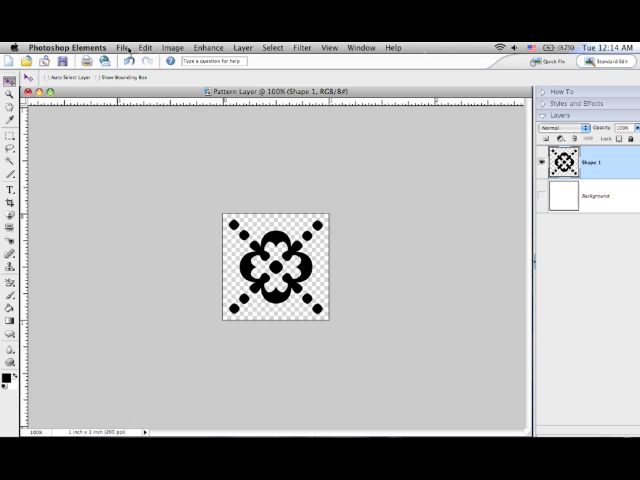 Photoshop Elements File Edit Image Enhance Layer Select Filter View Window Help (8.71) Tue 12:14 AM
Type a question for help Quick Fix Standard Edit
Auto Select Layer Show Bounding Box
Pattern Layer @ 100% (Shape 1, RGB/8#)
How To
Styles and Effects
Layers
Normal Opacity: 100%
Lock:
Shape 1
Background
100% 1 inch x 1 inch (200 ppi)